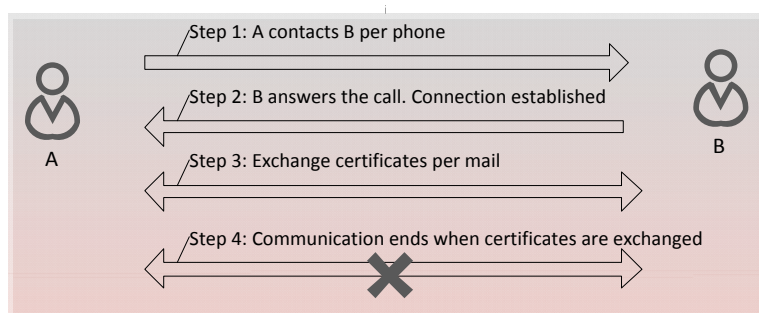 Step 1: A contacts B per phone
Step 2: B answers the call. Connection established
A
B
Step 3: Exchange certificates per mail
Step 4: Communication ends when certificates are exchanged